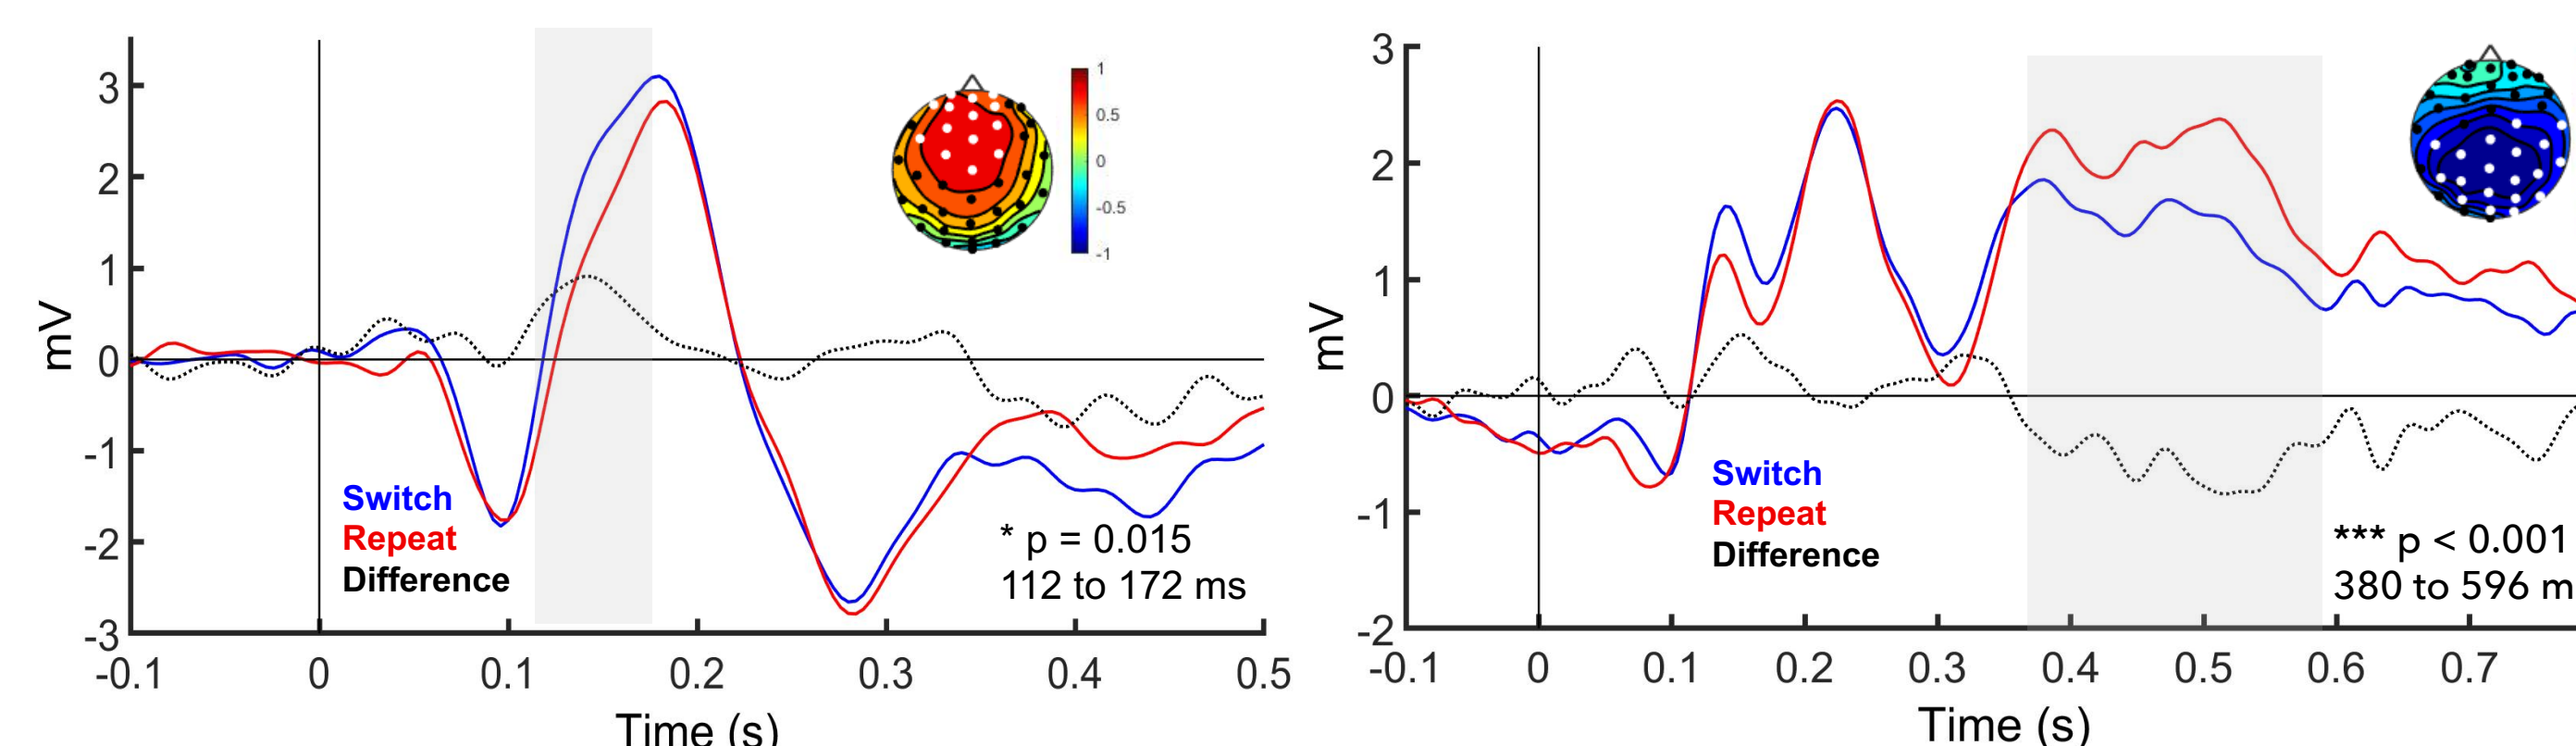 3
2
1
0
-1
-2
-3
mV
-0.1 0 0.1 0.2 0.3 0.4 0.5
Time (s)
Switch
Repeat
Difference
* p = 0.015
112 to 172 ms
1
0.5
0
-0.5
-1
3
2
1
0
-1
-2
mV
-0.1 0 0.1 0.2 0.3 0.4 0.5 0.6 0.7
Time (s)
Switch
Repeat
Difference
*** p < 0.001
380 to 596 m